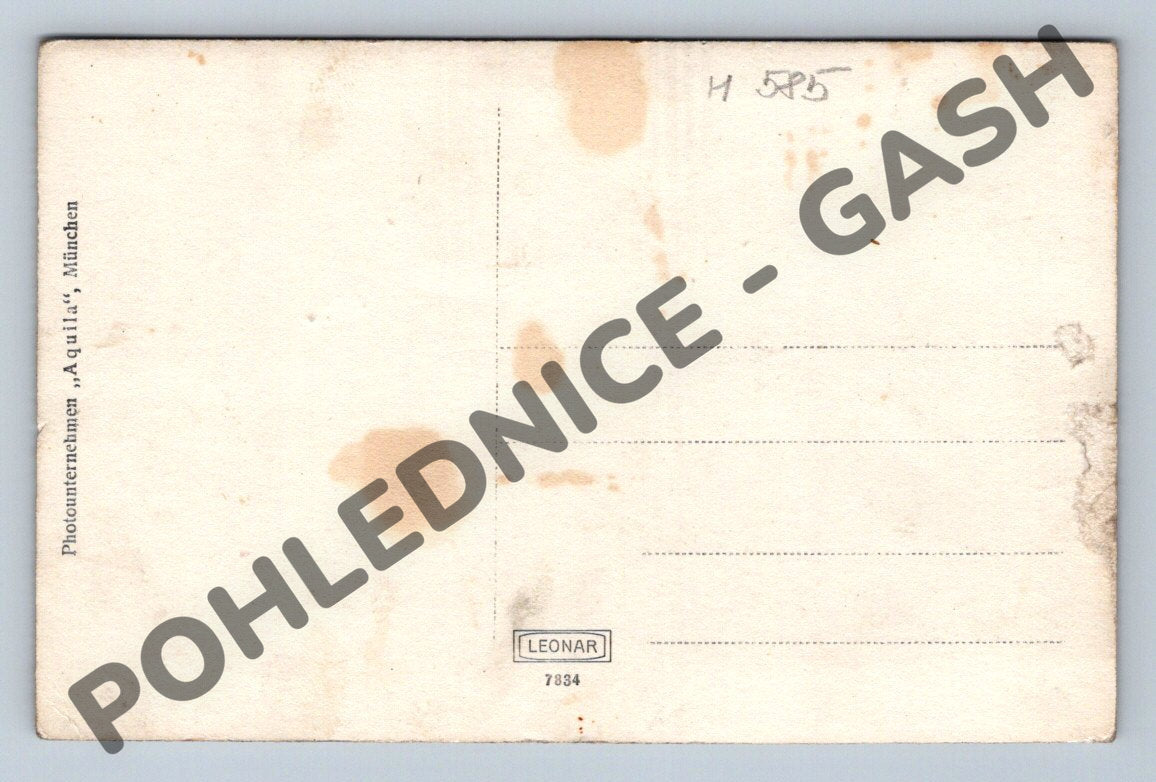 H 585
Photounternehmen „Aquila“, München
POHLEDNICE - GASH
LEONAR
7834